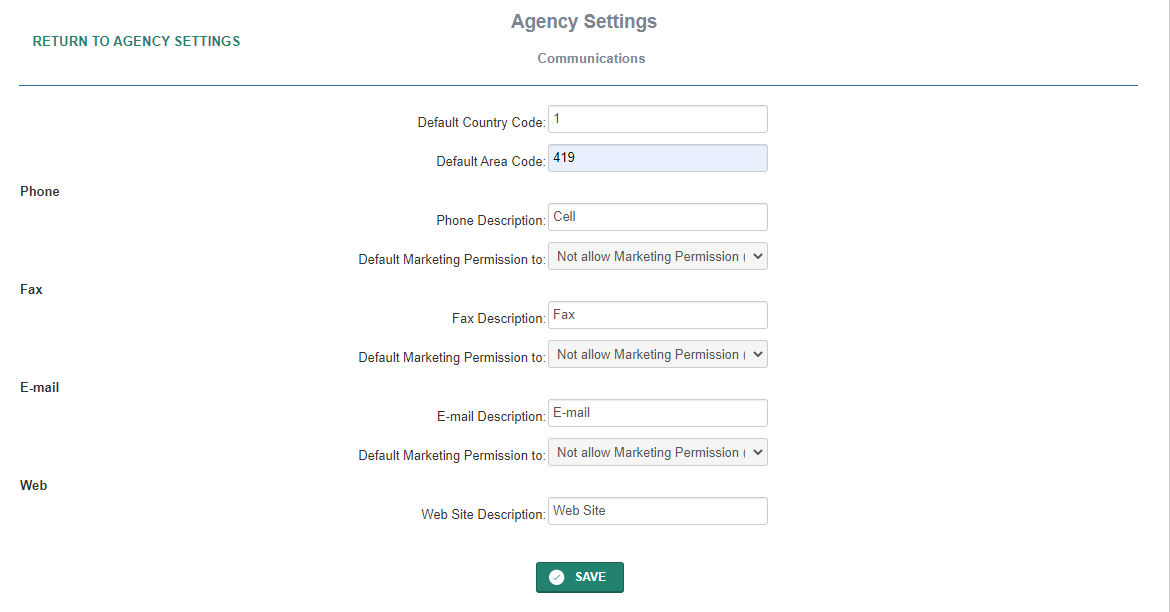 Agency Settings
RETURN TO AGENCY SETTINGS
Communications
Default Country Code: 1
Default Area Code: 419
Phone
Phone Description: Cell
Default Marketing Permission to: Not allow Marketing Permission (
Fax
Fax Description: Fax
Default Marketing Permission to: Not allow Marketing Permission (
E-mail
E-mail Description: E-mail
Default Marketing Permission to: Not allow Marketing Permission (
Web
Web Site Description: Web Site
SAVE